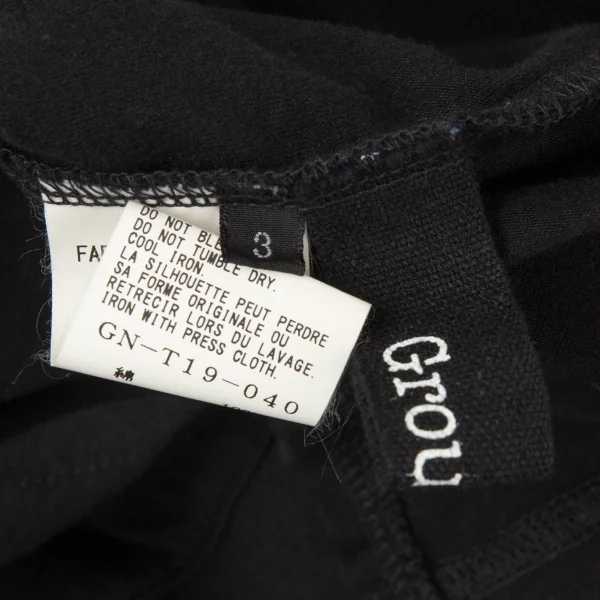 FAB
DO NOT BLE
DO NOT TUMBLE DRY.
COOL IRON.
LA SILHOUETTE PEUT PERDRE
SA FORME ORIGINALE OU
RETRECIR LORS DU LAVAGE.
IRON WITH PRESS CLOTH.
GN-T19-040
綿
3
Grou